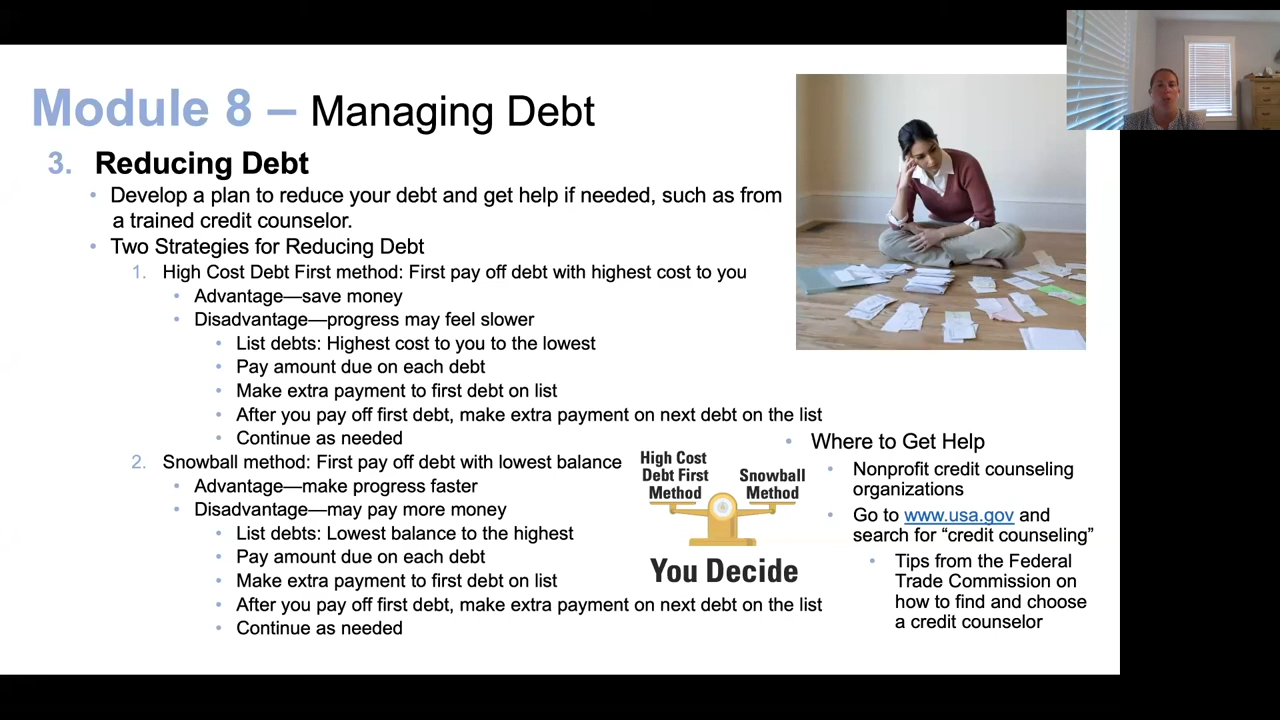 Module 8 – Managing Debt
3. Reducing Debt
• Develop a plan to reduce your debt and get help if needed, such as from
a trained credit counselor.
• Two Strategies for Reducing Debt
1. High Cost Debt First method: First pay off debt with highest cost to you
• Advantage—save money
• Disadvantage—progress may feel slower
• List debts: Highest cost to you to the lowest
• Pay amount due on each debt
• Make extra payment to first debt on list
• After you pay off first debt, make extra payment on next debt on the list
• Continue as needed
2. Snowball method: First pay off debt with lowest balance
• Advantage—make progress faster
• Disadvantage—may pay more money
• List debts: Lowest balance to the highest
• Pay amount due on each debt
• Make extra payment to first debt on list
• After you pay off first debt, make extra payment on next debt on the list
• Continue as needed
High Cost
Debt First
Method
Snowball
Method
You Decide
• Where to Get Help
• Nonprofit credit counseling
organizations
• Go to www.usa.gov and
search for “credit counseling”
• Tips from the Federal
Trade Commission on
how to find and choose
a credit counselor